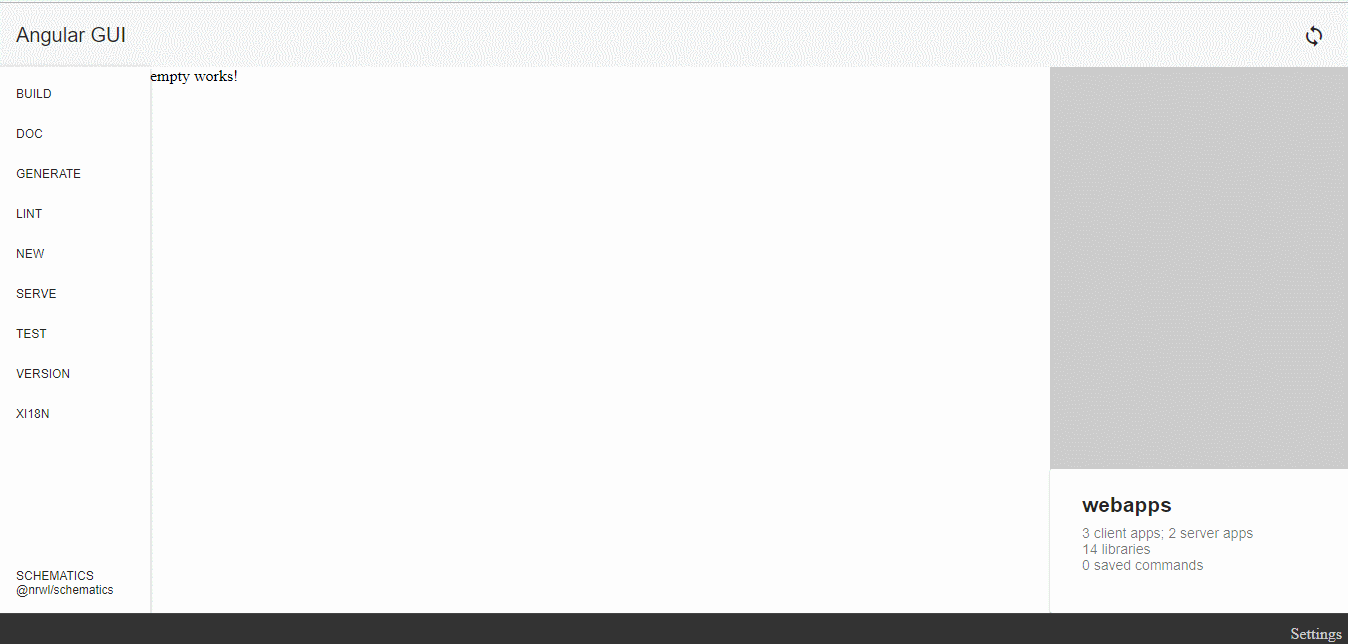 Angular GUI
empty works!
BUILD
DOC
GENERATE
LINT
NEW
SERVE
TEST
VERSION
XI18N
SCHEMATICS
@nrwl/schematics
webapps
3 client apps; 2 server apps
14 libraries
0 saved commands
Settings